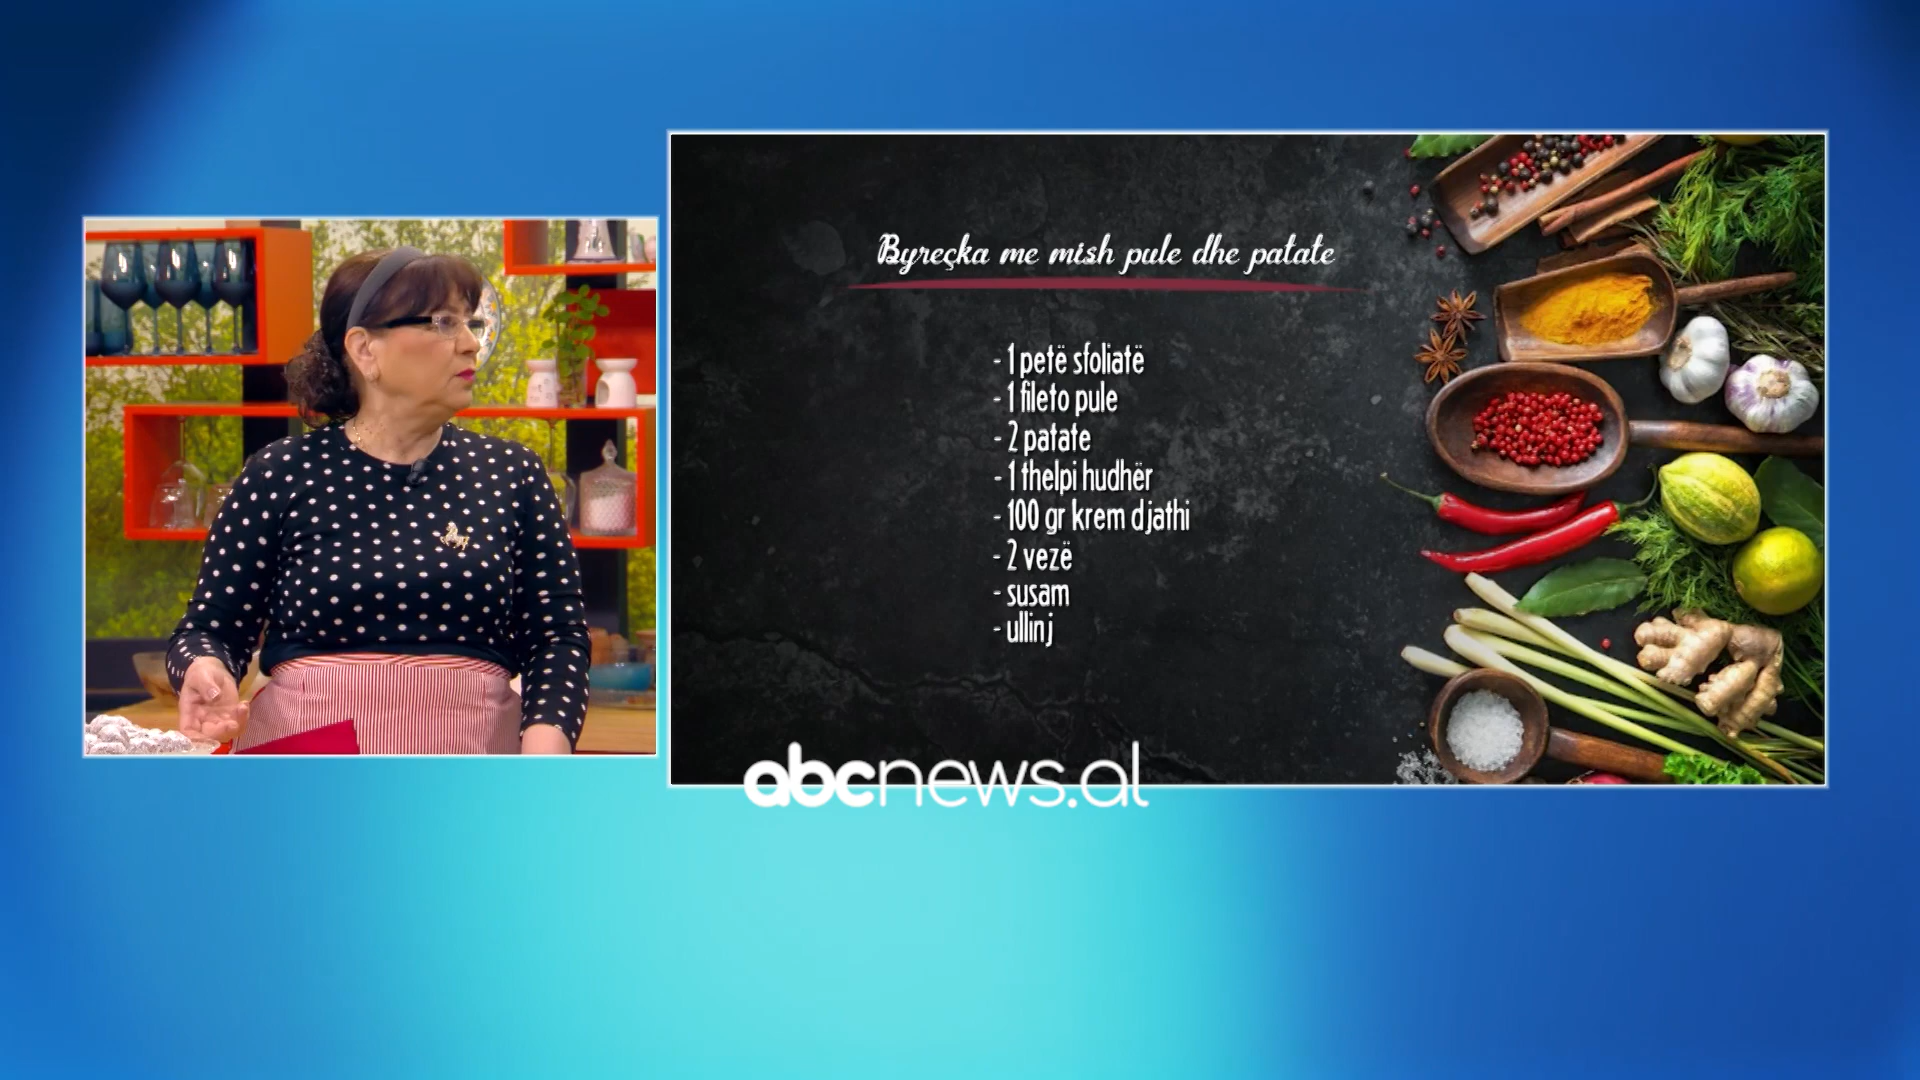 Byreçka me mish pule dhe patate
- 1 petë sfoliatë
- 1 fileto pule
- 2 patate
- 1 thelpi hudhër
- 100 gr krem djathi
- 2 vezë
- susam
- ullinj
abcnews.al